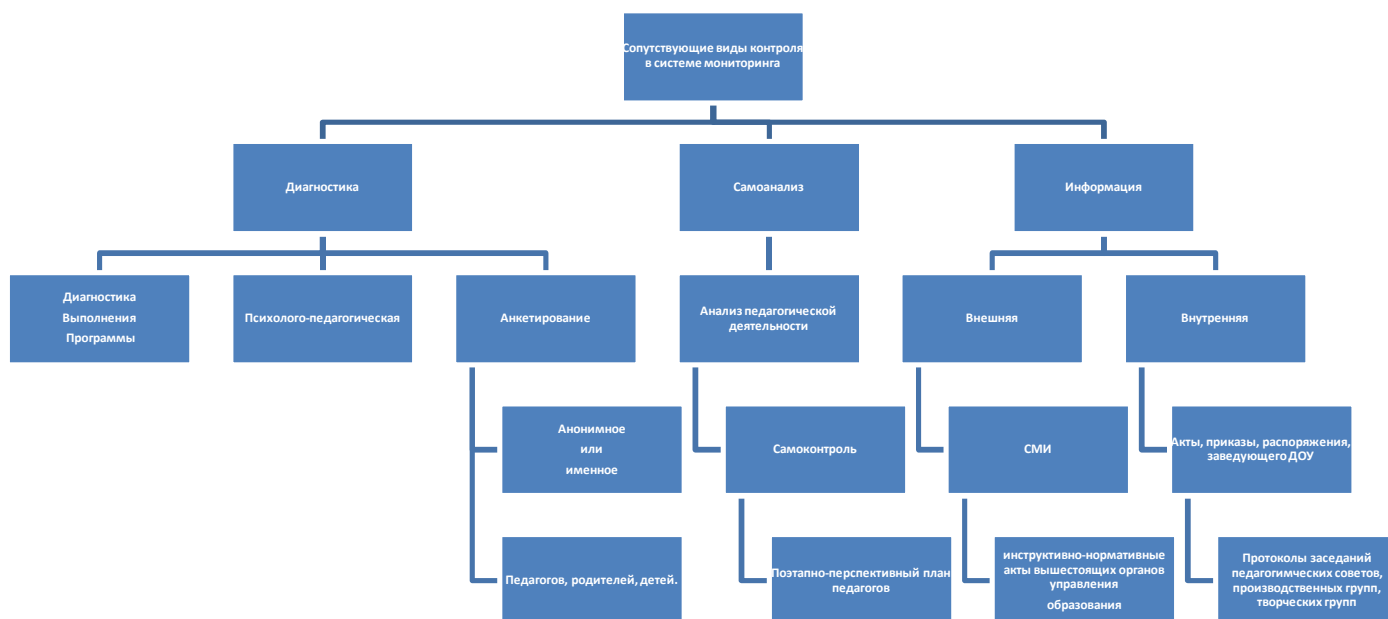 Сопутствующие виды контроля
в системе мониторинга
Диагностика
Самоанализ
Информация
Диагностика
Выполнения
Программы
Психолого-педагогическая
Анкетирование
Анализ педагогической
деятельности
Внешняя
Внутренняя
Анонимное
или
именное
Самоконтроль
СМИ
Акты, приказы, распоряжения,
заведующего ДОУ
Педагогов, родителей, детей.
Поэтапно-перспективный план
педагогов
инструктивно-нормативные
акты вышестоящих органов
управления
образования
Протоколы заседаний
педагогимческих советов,
производственных групп,
творческих групп